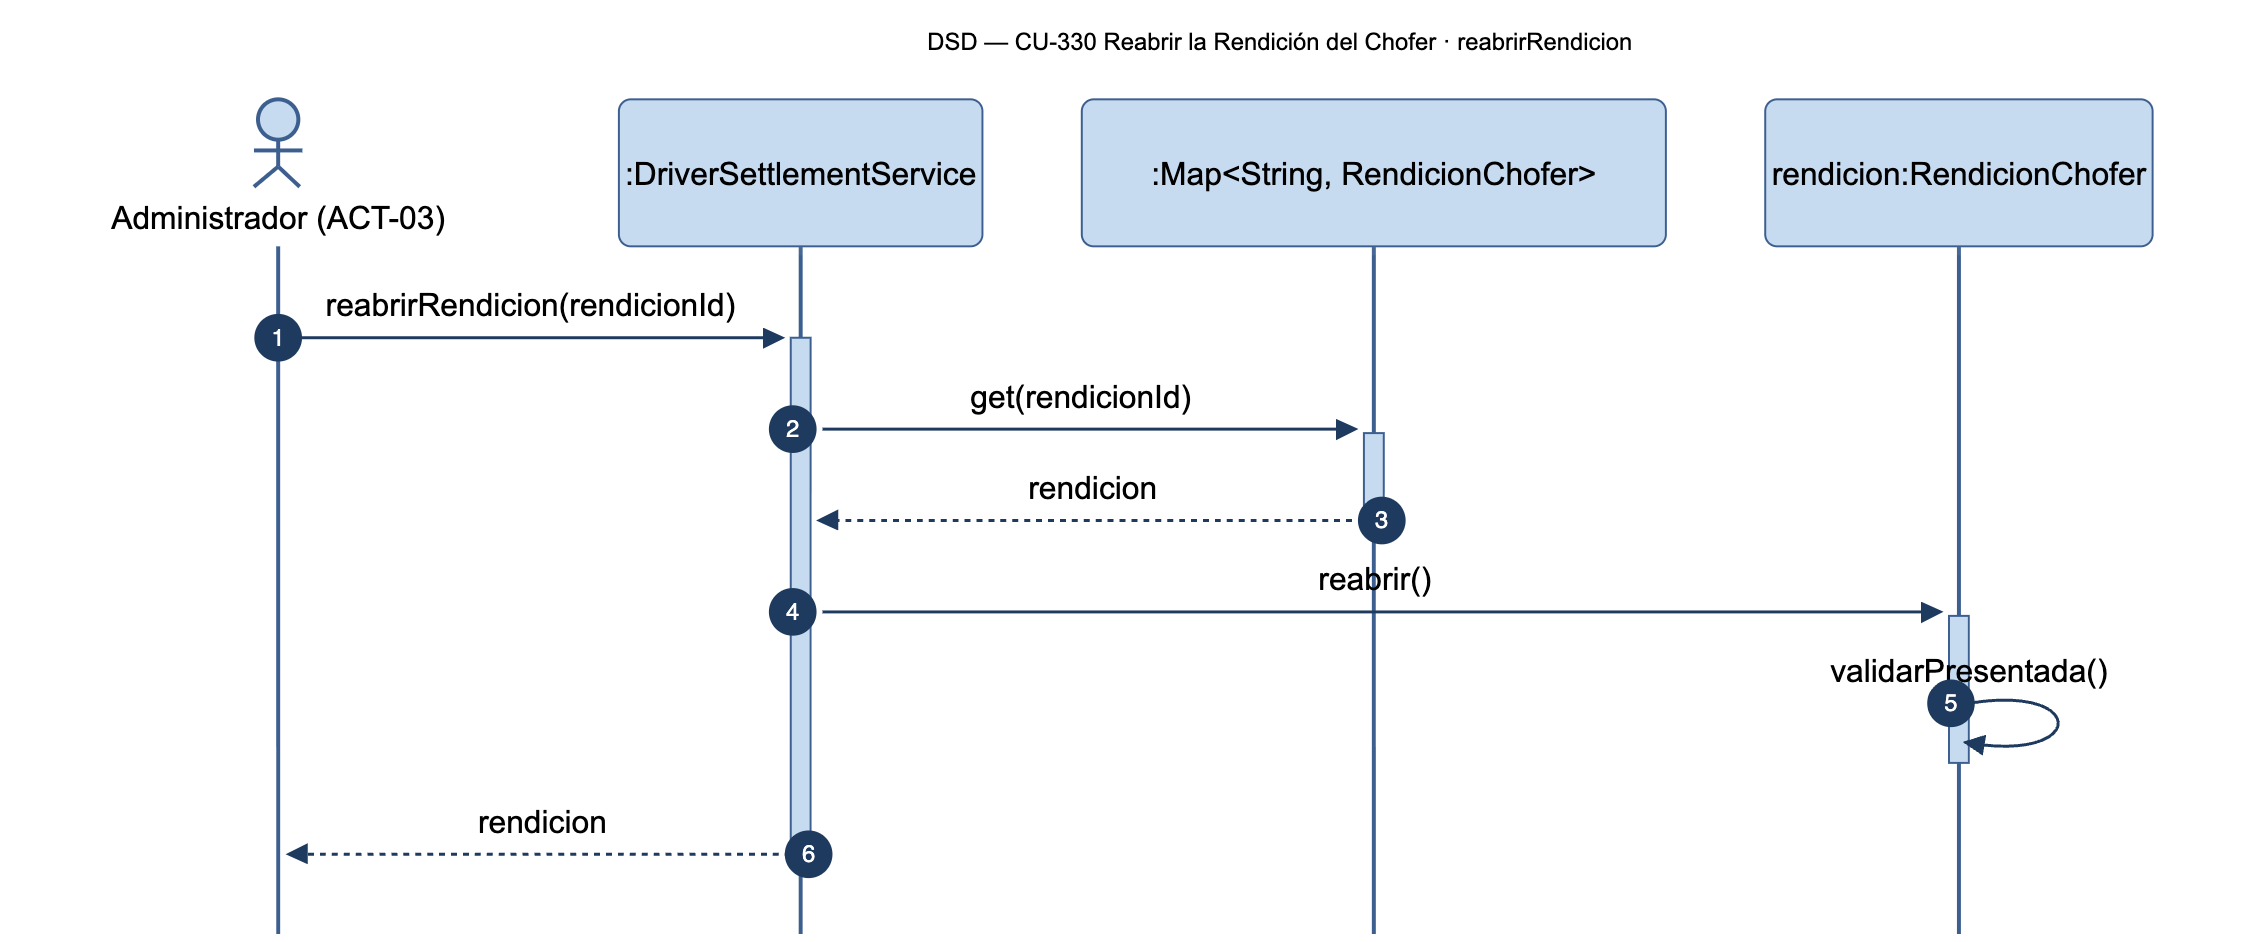 DSD — CU-330 Reabrir la Rendición del Chofer · reabrirRendicion
Administrador (ACT-03)
:DriverSettlementService
:Map<String, RendicionChofer>
rendicion:RendicionChofer
reabrirRendicion(rendicionId)
1
get(rendicionId)
2
rendicion
3
reabrir()
4
validarPresentada()
5
rendicion
6